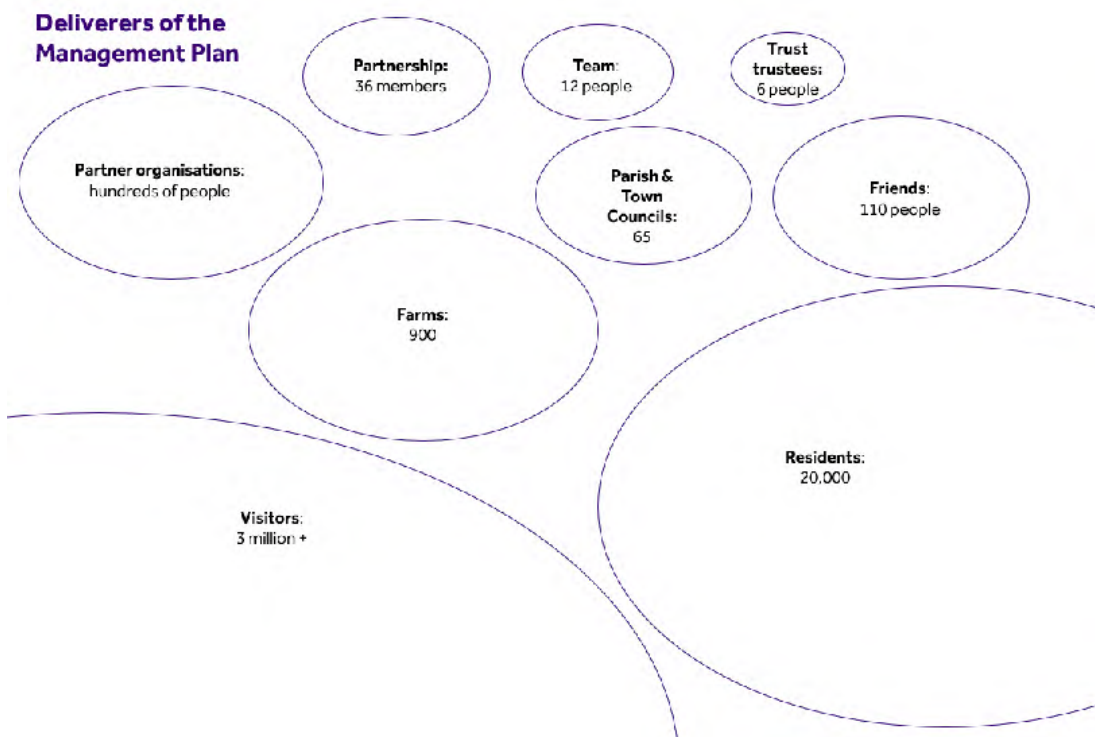 Deliverers of the
Management Plan
Partnership:
36 members
Team:
12 people
Trust
trustees:
6 people
Partner organisations:
hundreds of people
Parish &
Town
Councils:
65
Friends:
110 people
Farms:
900
Residents:
20,000
Visitors:
3 million +